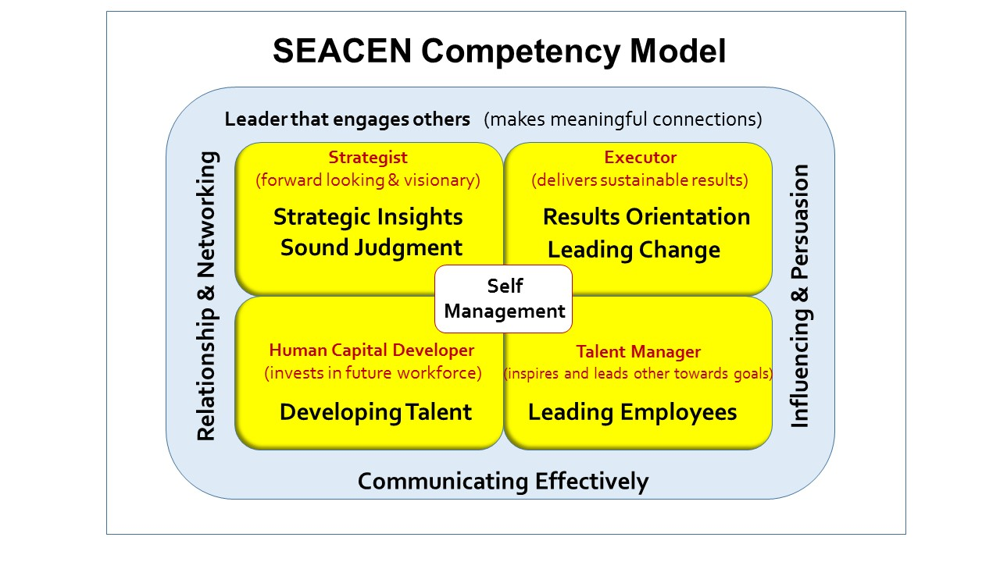 SEACEN Competency Model
Leader that engages others (makes meaningful connections)
Relationship & Networking
Strategist
(forward looking & visionary)
Strategic Insights
Sound Judgment
Executor
(delivers sustainable results)
Results Orientation
Leading Change
Self
Management
Human Capital Developer
(invests in future workforce)
Developing Talent
Talent Manager
(inspires and leads other towards goals)
Leading Employees
Influencing & Persuasion
Communicating Effectively